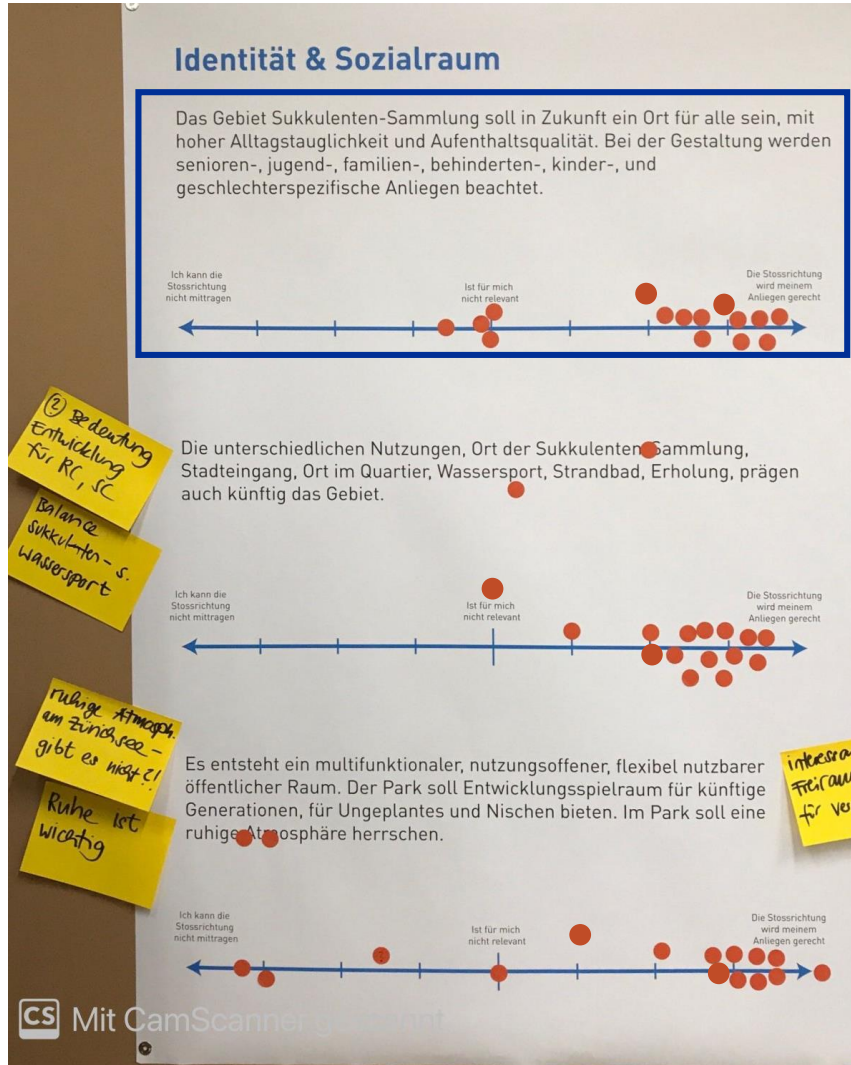 Identität & Sozialraum
Das Gebiet Sukkulenten-Sammlung soll in Zukunft ein Ort für alle sein, mit
hoher Alltagstauglichkeit und Aufenthaltsqualität. Bei der Gestaltung werden
senioren-, jugend-, familien-, behinderten-, kinder-, und
geschlechterspezifische Anliegen beachtet.
Ich kann die
Stossrichtung
nicht mittragen
Ist für mich
nicht relevant
Die Stossrichtung
wird meinem
Anliegen gerecht
② Bedeutung
Entwicklung
für RC, SC
Balance
Sukkulenten-S.
Wassersport
Die unterschiedlichen Nutzungen, Ort der Sukkulenten-Sammlung,
Stadteingang, Ort im Quartier, Wassersport, Strandbad, Erholung, prägen
auch künftig das Gebiet.
Ich kann die
Stossrichtung
nicht mittragen
Ist für mich
nicht relevant
Die Stossrichtung
wird meinem
Anliegen gerecht
ruhige Atmosph.
am Zürichsee –
gibt es nicht?!
Ruhe ist
wichtig
Es entsteht ein multifunktionaler, nutzungsoffener, flexibel nutzbarer
öffentlicher Raum. Der Park soll Entwicklungsspielraum für künftige
Generationen, für Ungeplantes und Nischen bieten. Im Park soll eine
ruhige Atmosphäre herrschen.
für
Ich kann die
Stossrichtung
nicht mittragen
Ist für mich
nicht relevant
Die Stossrichtung
wird meinem
Anliegen gerecht
CS Mit CamScanner gescannt